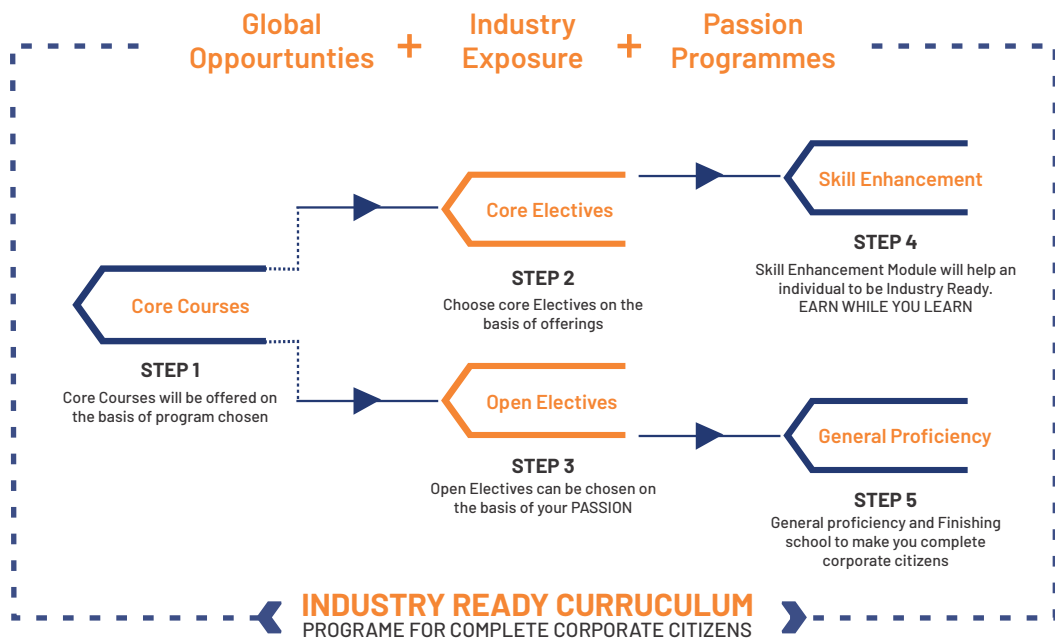 Global
Oppourtunties
+
Industry
Exposure
+
Passion
Programmes
Core Courses
STEP 1
Core Courses will be offered on
the basis of program chosen
Core Electives
STEP 2
Choose core Electives on the
basis of offerings
Open Electives
STEP 3
Open Electives can be chosen on
the basis of your PASSION
Skill Enhancement
STEP 4
Skill Enhancement Module will help an
individual to be Industry Ready.
EARN WHILE YOU LEARN
General Proficiency
STEP 5
General proficiency and Finishing
school to make you complete
corporate citizens
INDUSTRY READY CURRUCULUM
PROGRAME FOR COMPLETE CORPORATE CITIZENS